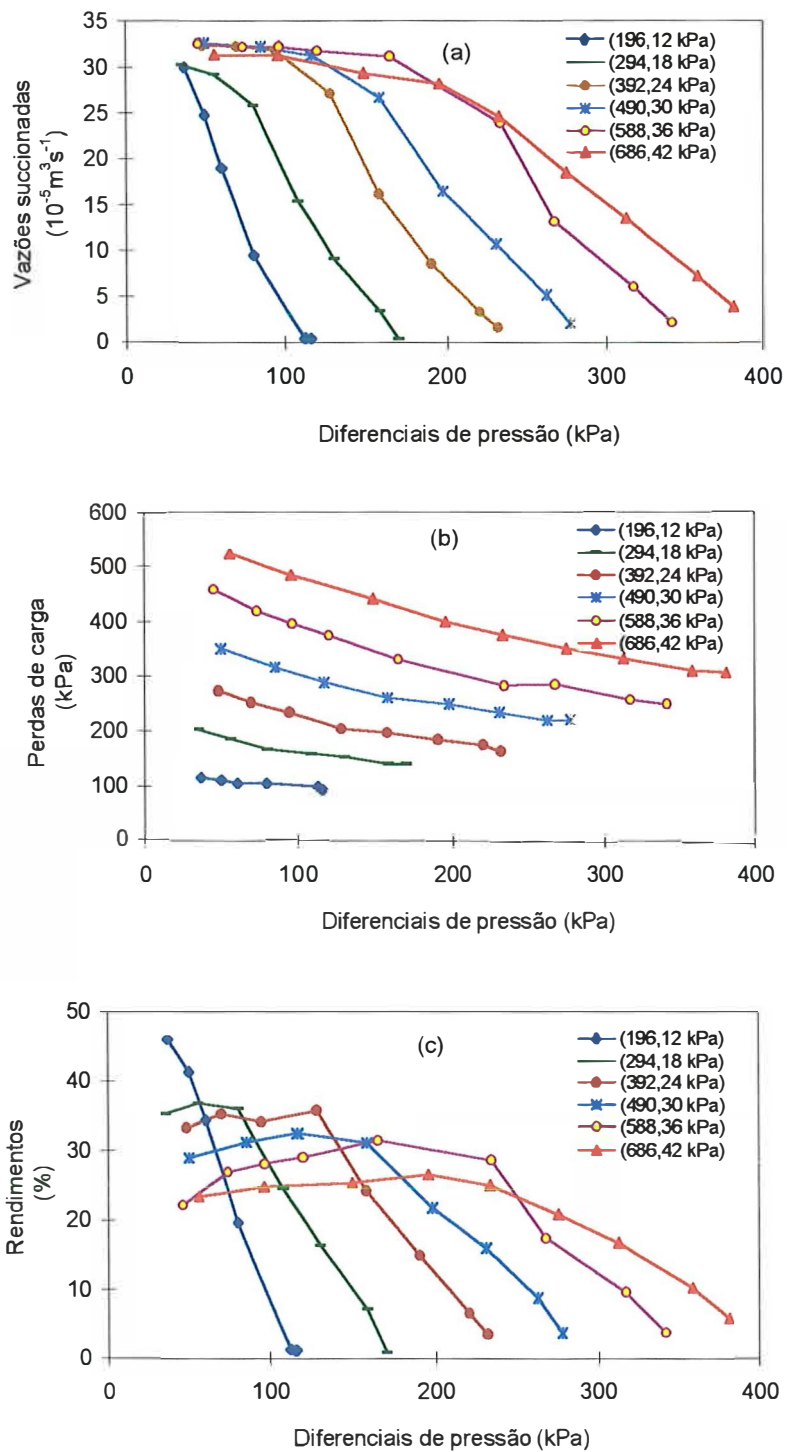 (a)
Vazões succionadas
(10⁻⁵m³s⁻¹)
35
30
25
20
15
10
5
0
0
100
200
300
400
Diferenciais de pressão (kPa)
(196,12 kPa)
(294,18 kPa)
(392,24 kPa)
(490,30 kPa)
(588,36 kPa)
(686,42 kPa)
(b)
Perdas de carga
(kPa)
600
500
400
300
200
100
0
0
100
200
300
400
Diferenciais de pressão (kPa)
(196,12 kPa)
(294,18 kPa)
(392,24 kPa)
(490,30 kPa)
(588,36 kPa)
(686,42 kPa)
(c)
Rendimentos
(%)
50
40
30
20
10
0
0
100
200
300
400
Diferenciais de pressão (kPa)
(196,12 kPa)
(294,18 kPa)
(392,24 kPa)
(490,30 kPa)
(588,36 kPa)
(686,42 kPa)